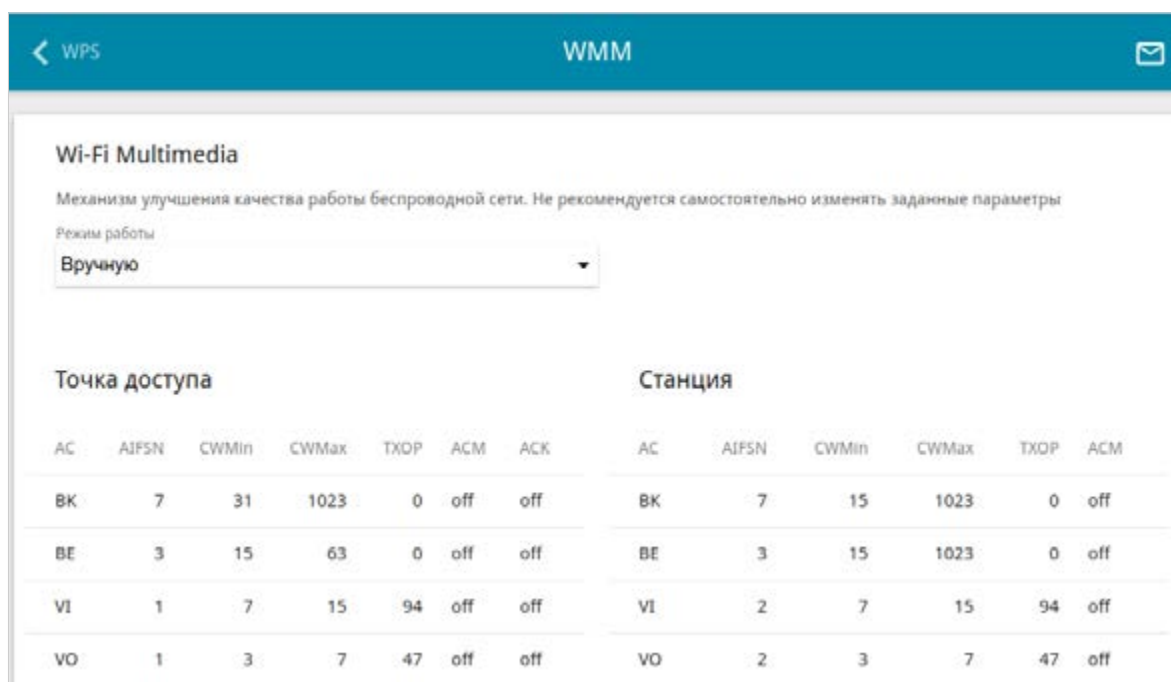 WPS WMM
Wi-Fi Multimedia
Механизм улучшения качества работы беспроводной сети. Не рекомендуется самостоятельно изменять заданные параметры
Режим работы
Вручную
Точка доступа Станция
AC AIFSN CWMin CWMax TXOP ACM ACK AC AIFSN CWMin CWMax TXOP ACM
BK 7 31 1023 0 off off BK 7 15 1023 0 off
BE 3 15 63 0 off off BE 3 15 1023 0 off
VI 1 7 15 94 off off VI 2 7 15 94 off
VO 1 3 7 47 off off VO 2 3 7 47 off